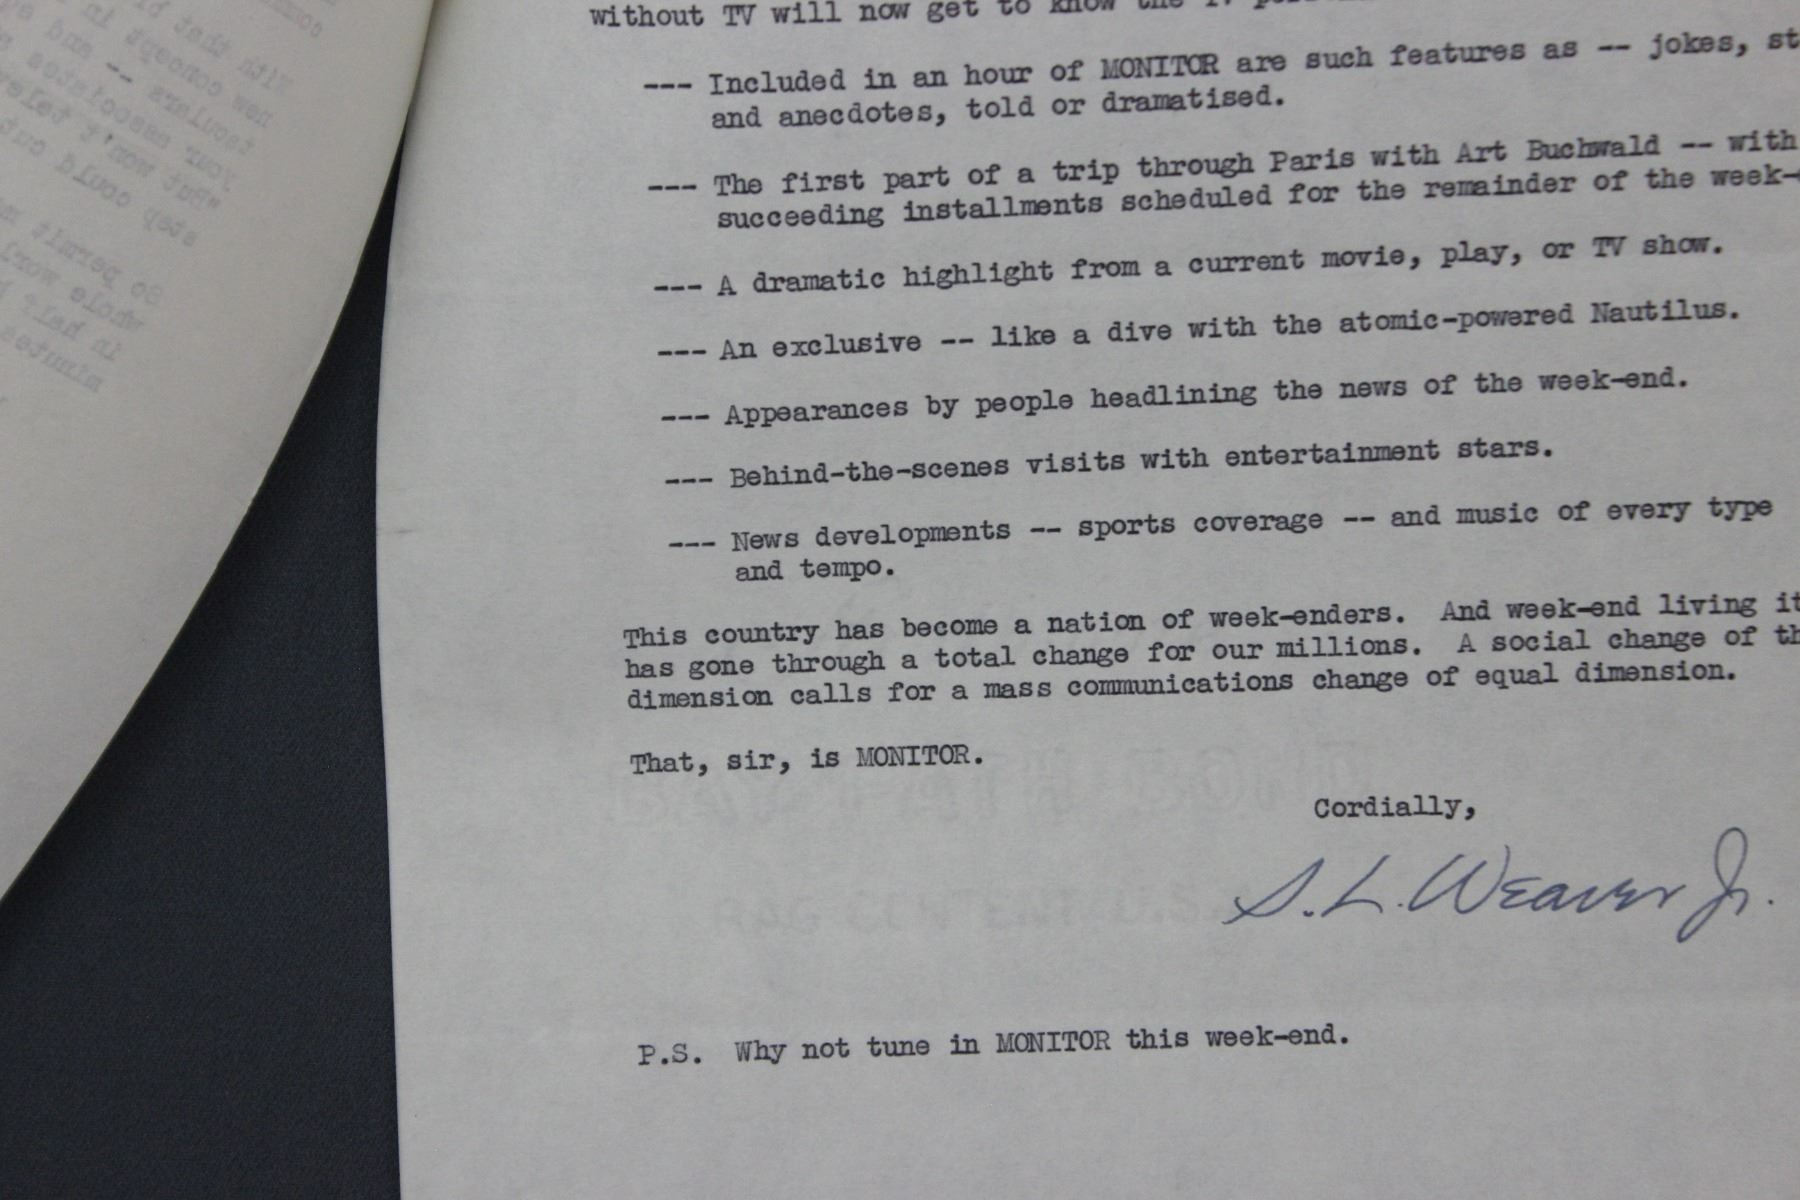 without TV will now get to know the TV
--- Included in an hour of MONITOR are such features as -- jokes,
and anecdotes, told or dramatised.
--- The first part of a trip through Paris with Art Buchwald -- with
succeeding installments scheduled for the remainder of the week-
--- A dramatic highlight from a current movie, play, or TV show.
--- An exclusive -- like a dive with the atomic-powered Nautilus.
--- Appearances by people headlining the news of the week-end.
--- Behind-the-scenes visits with entertainment stars.
--- News developments -- sports coverage -- and music of every type
and tempo.
This country has become a nation of week-enders. And week-end living
has gone through a total change for our millions. A social change of
dimension calls for a mass communications change of equal dimension.
That, sir, is MONITOR.
Cordially,
S. L. Weaver Jr.
P.S. Why not tune in MONITOR this week-end.